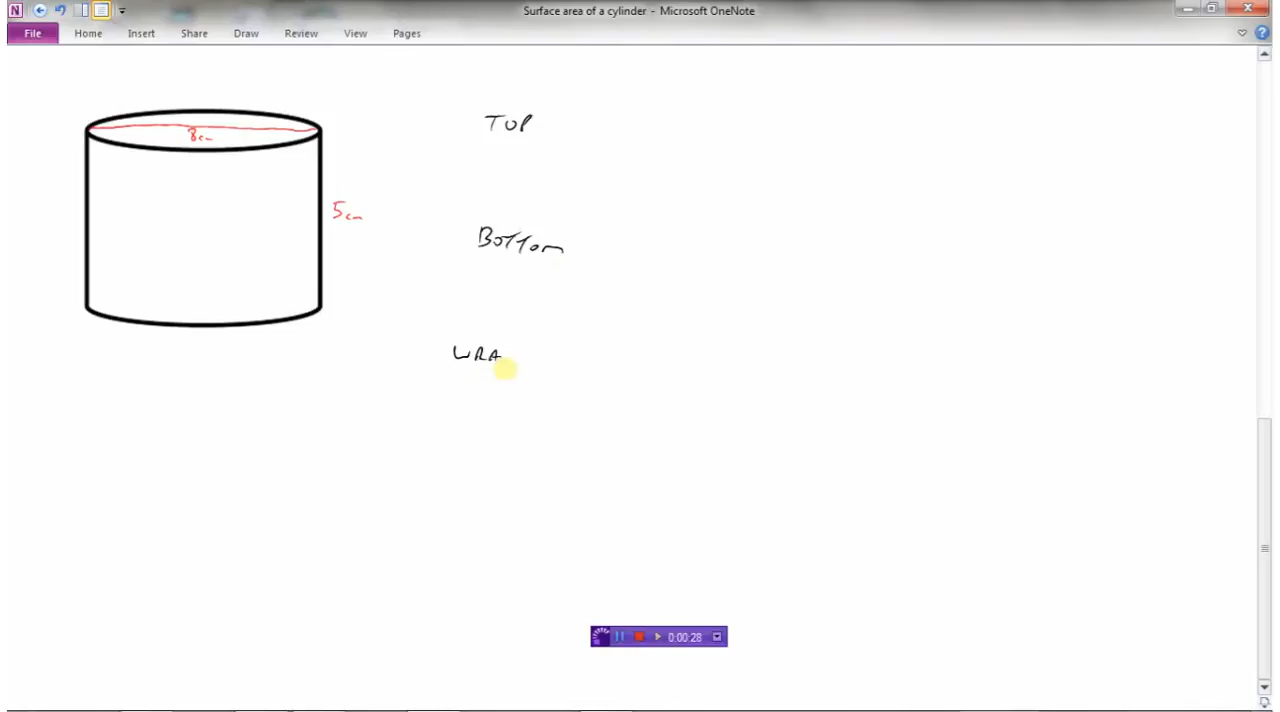 Surface area of a cylinder - Microsoft OneNote
File Home Insert Share Draw Review View Pages
8cm
TOP
5cm
Bottom
WRA
0:00:28